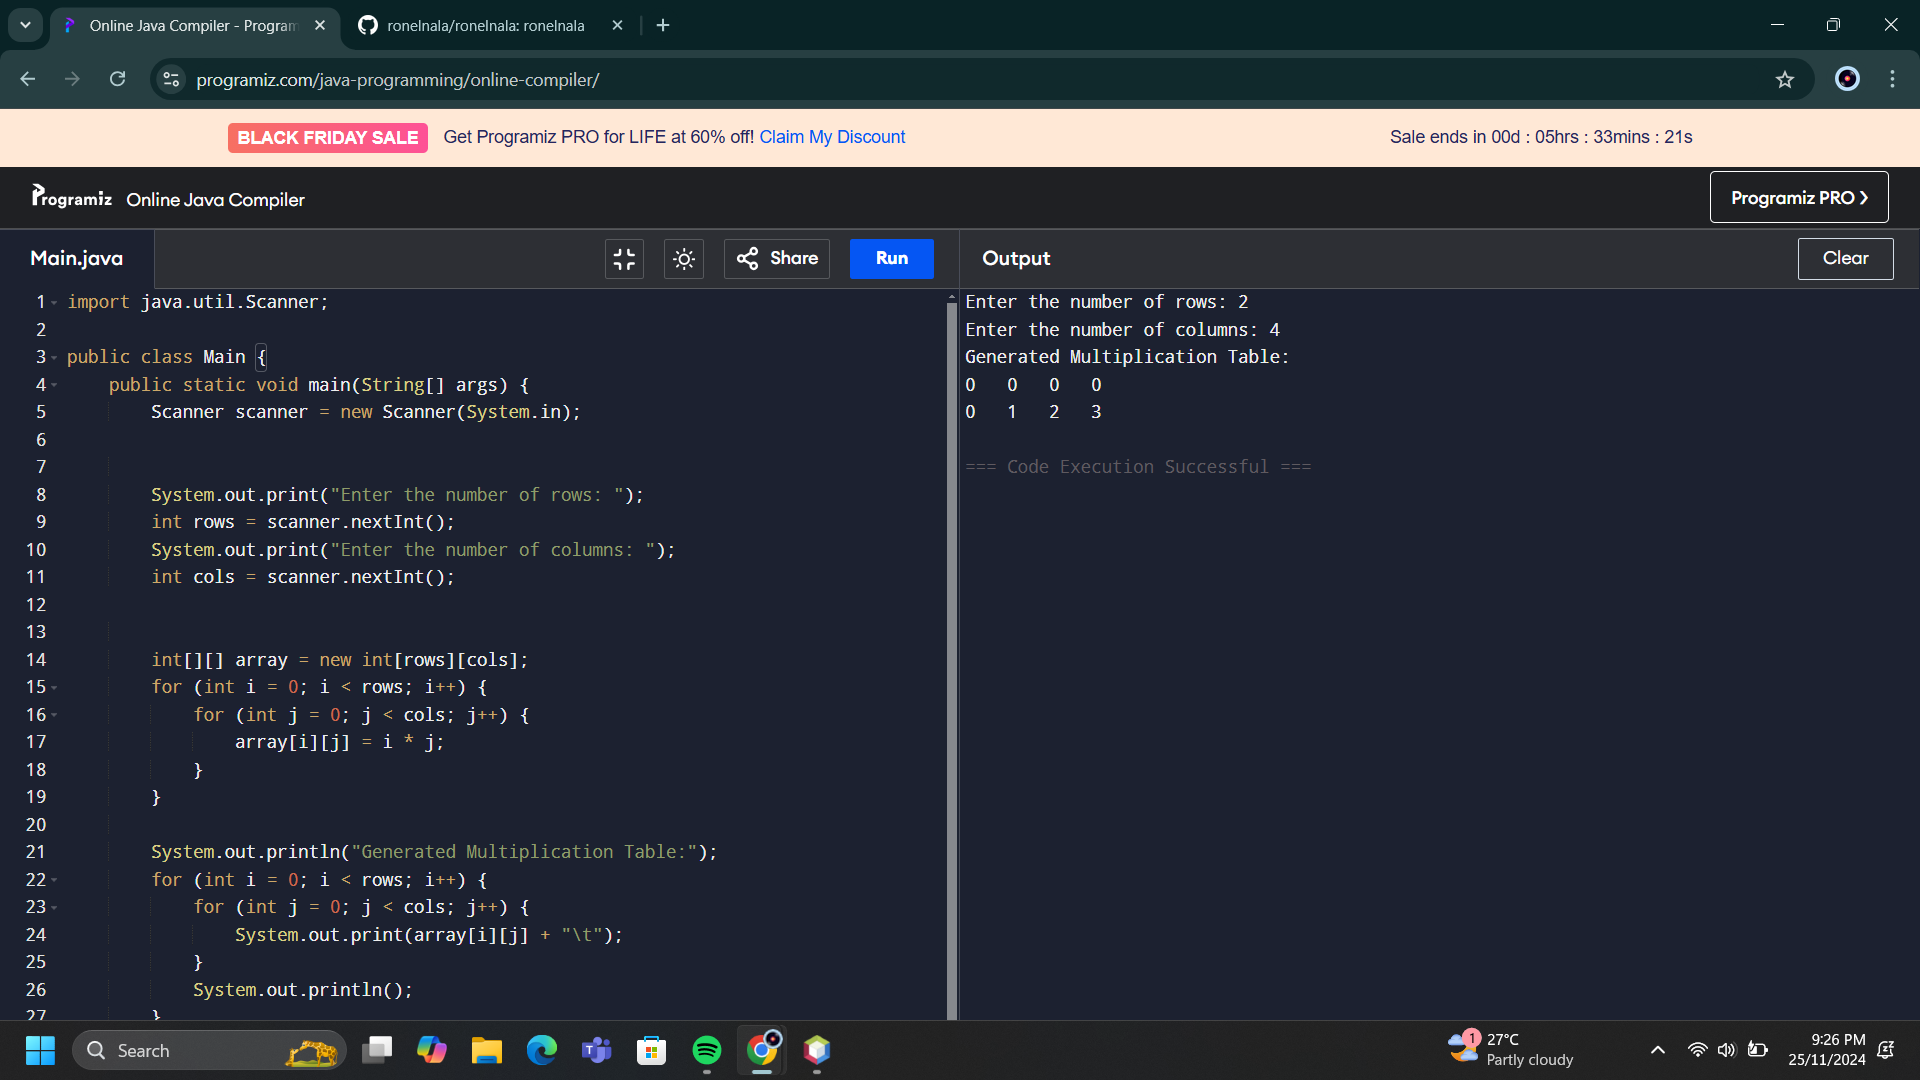 Online Java Compiler - Program
ronelnala/ronelnala: ronelnala
programiz.com/java-programming/online-compiler/
BLACK FRIDAY SALE Get Programiz PRO for LIFE at 60% off! Claim My Discount
Sale ends in 00d : 05hrs : 33mins : 21s
Programiz Online Java Compiler
Programiz PRO
Main.java
Share
Run
Output
Clear
1 import java.util.Scanner;
2
3 public class Main {
4 public static void main(String[] args) {
5 Scanner scanner = new Scanner(System.in);
6
7
8 System.out.print("Enter the number of rows: ");
9 int rows = scanner.nextInt();
10 System.out.print("Enter the number of columns: ");
11 int cols = scanner.nextInt();
12
13
14 int[][] array = new int[rows][cols];
15 for (int i = 0; i < rows; i++) {
16 for (int j = 0; j < cols; j++) {
17 array[i][j] = i * j;
18 }
19 }
20
21 System.out.println("Generated Multiplication Table:");
22 for (int i = 0; i < rows; i++) {
23 for (int j = 0; j < cols; j++) {
24 System.out.print(array[i][j] + "\t");
25 }
26 System.out.println();
27 }
Enter the number of rows: 2
Enter the number of columns: 4
Generated Multiplication Table:
0 0 0 0
0 1 2 3
=== Code Execution Successful ===
Search
1
27°C
Partly cloudy
9:26 PM
25/11/2024